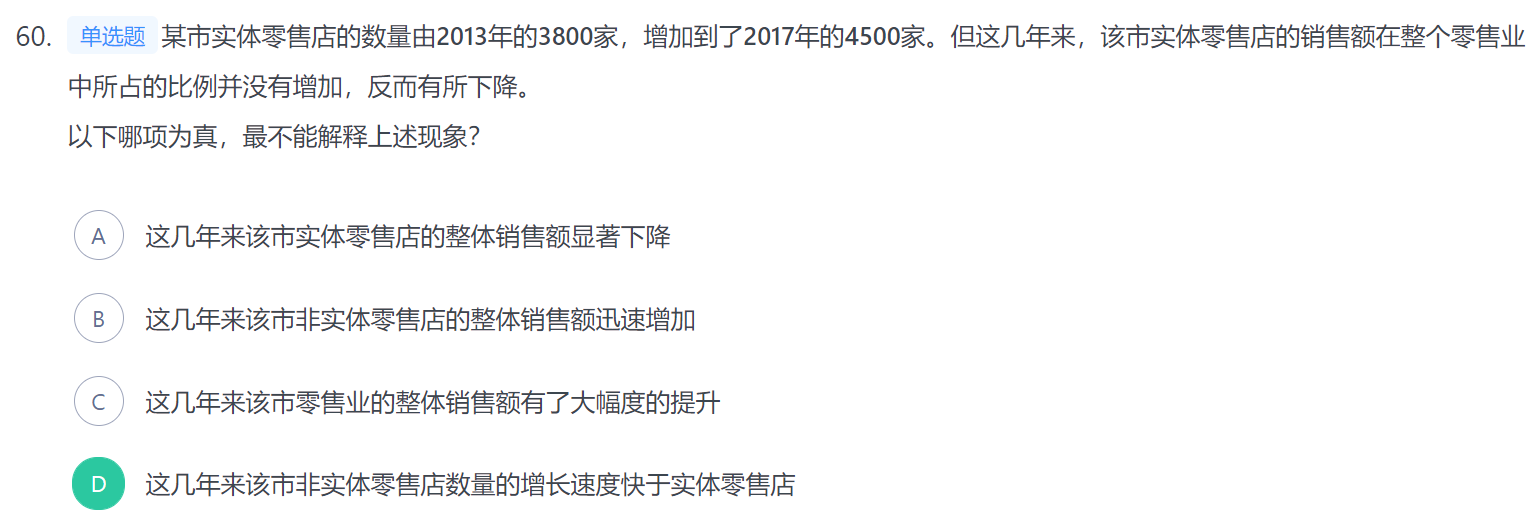 60. 单选题 某市实体零售店的数量由2013年的3800家，增加到了2017年的4500家。但这几年来，该市实体零售店的销售额在整个零售业
中所占的比例并没有增加，反而有所下降。
以下哪项为真，最不能解释上述现象？
A 这几年来该市实体零售店的整体销售额显著下降
B 这几年来该市非实体零售店的整体销售额迅速增加
C 这几年来该市零售业的整体销售额有了大幅度的提升
D 这几年来该市非实体零售店数量的增长速度快于实体零售店